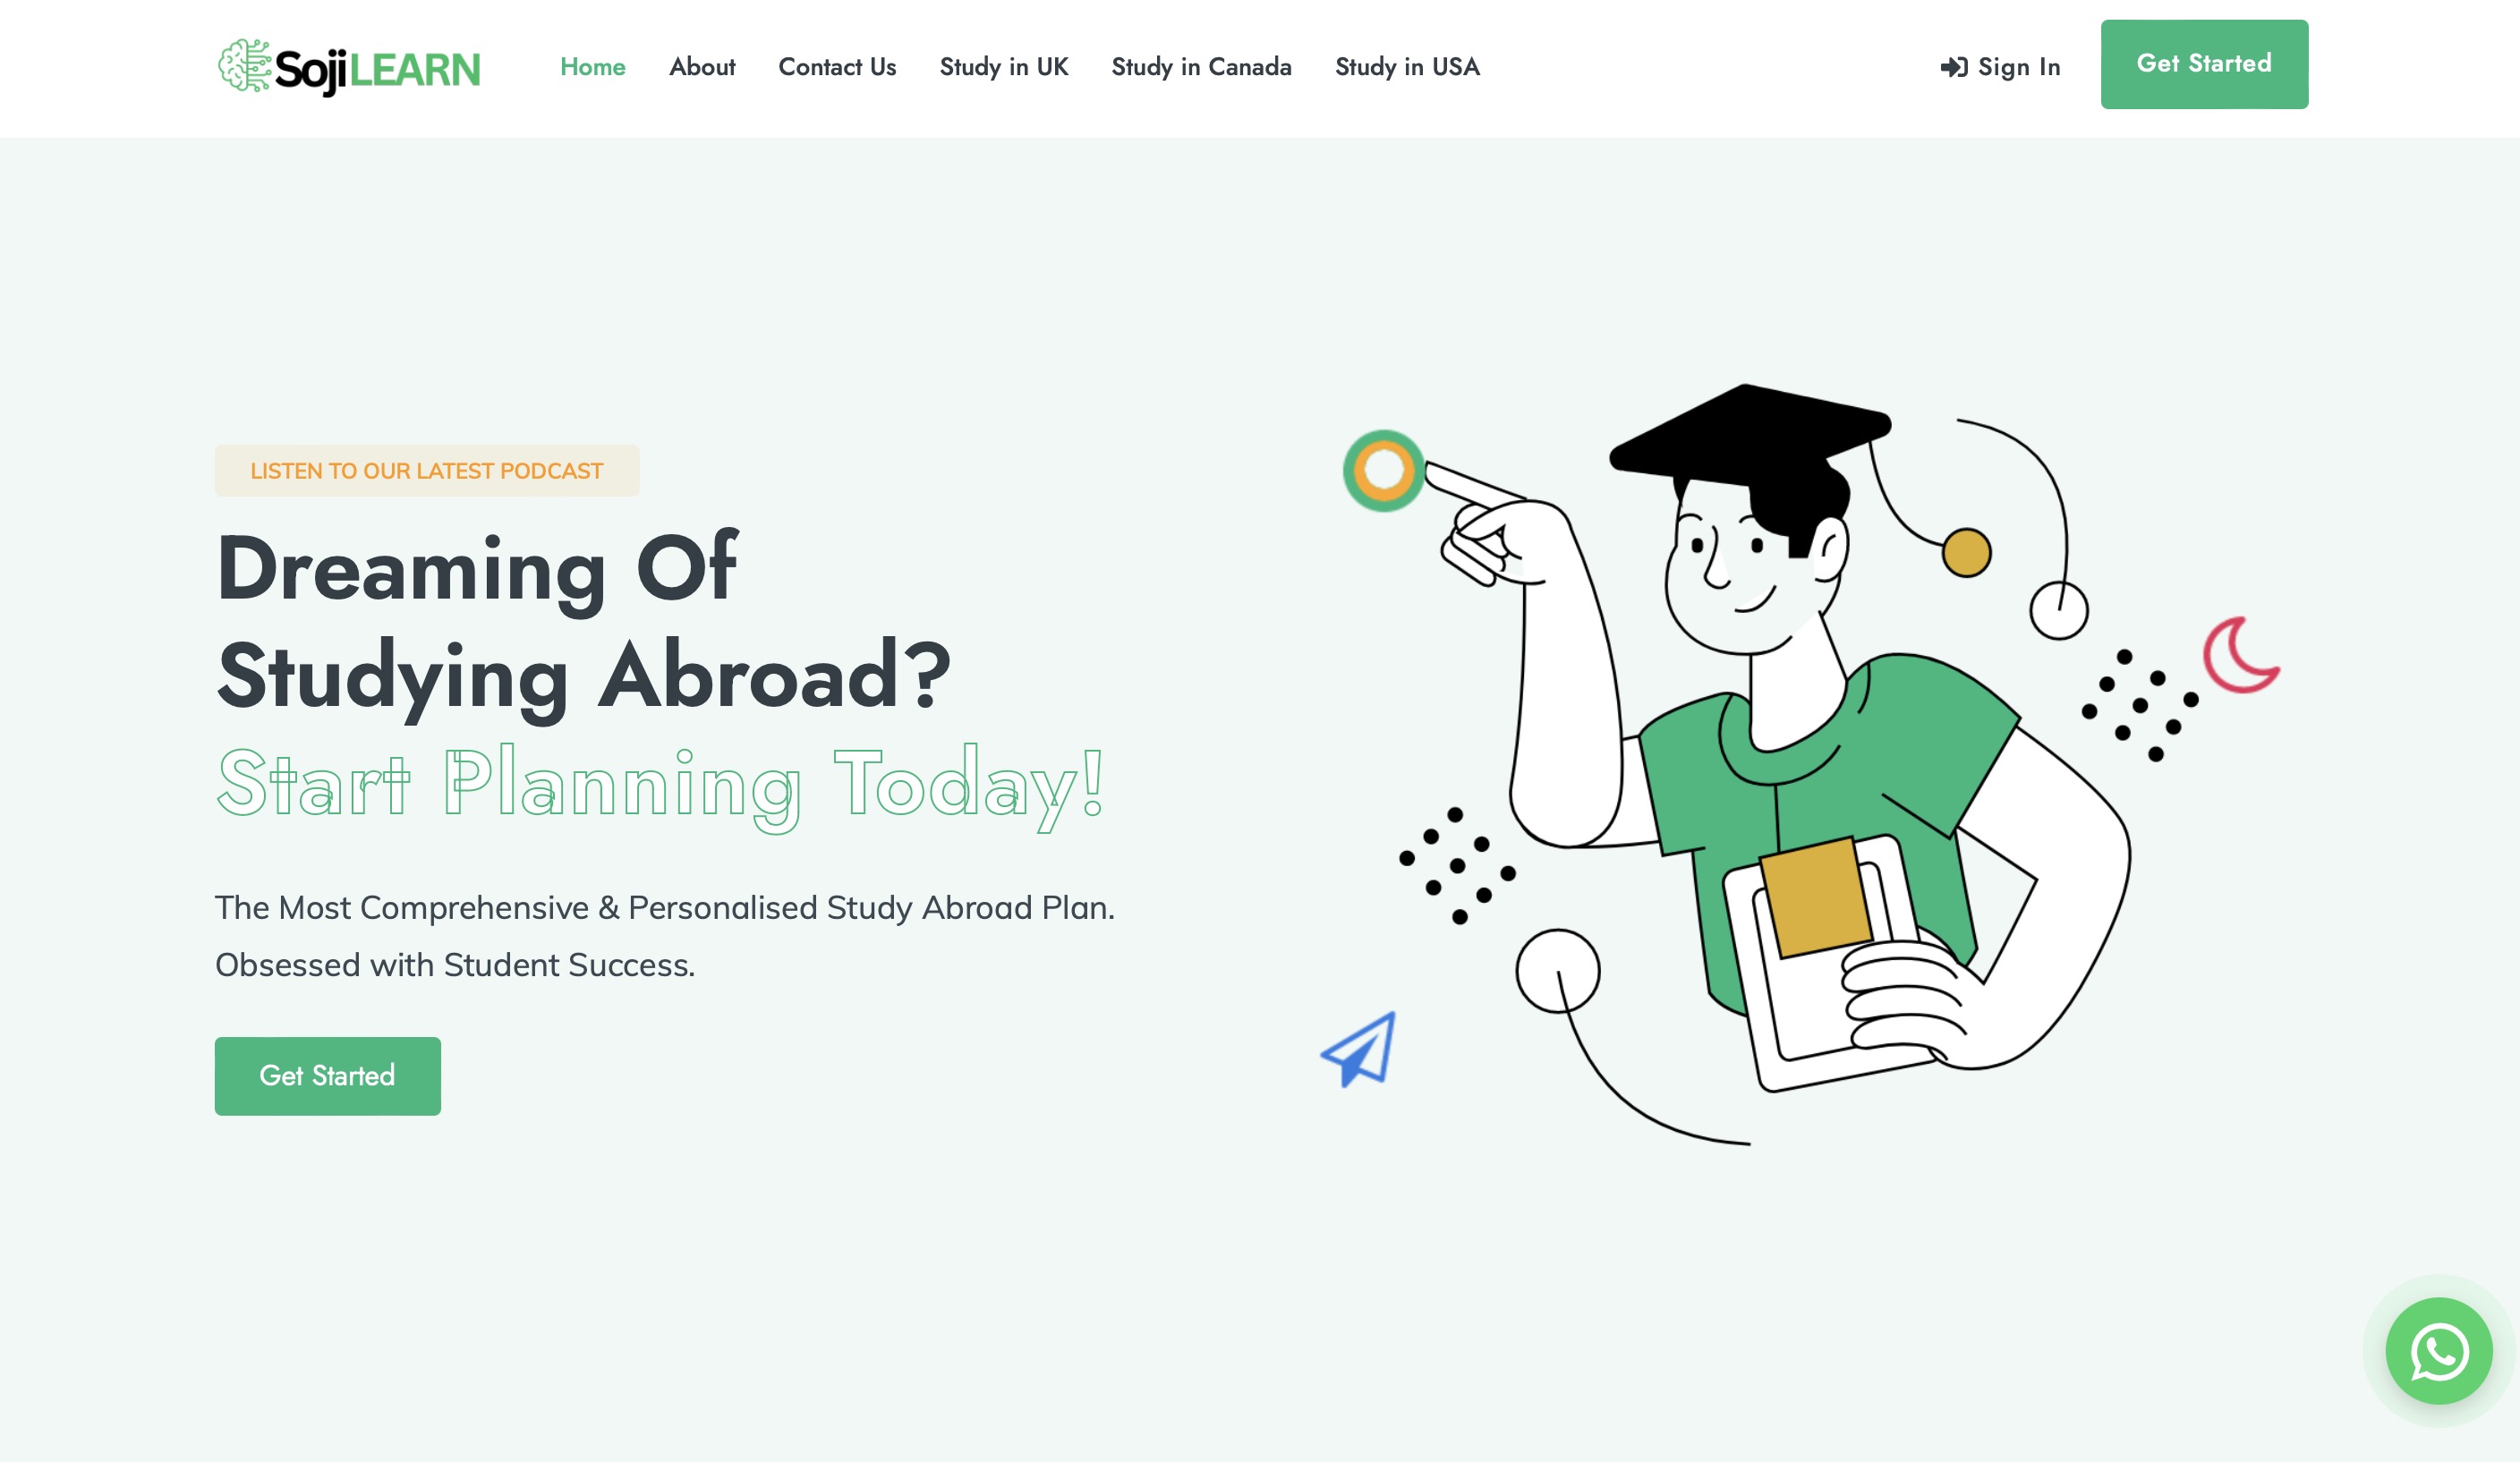 SojiLEARN
Home
About
Contact Us
Study in UK
Study in Canada
Study in USA
Sign In
Get Started
LISTEN TO OUR LATEST PODCAST
Dreaming Of
Studying Abroad?
Start Planning Today!
The Most Comprehensive & Personalised Study Abroad Plan.
Obsessed with Student Success.
Get Started